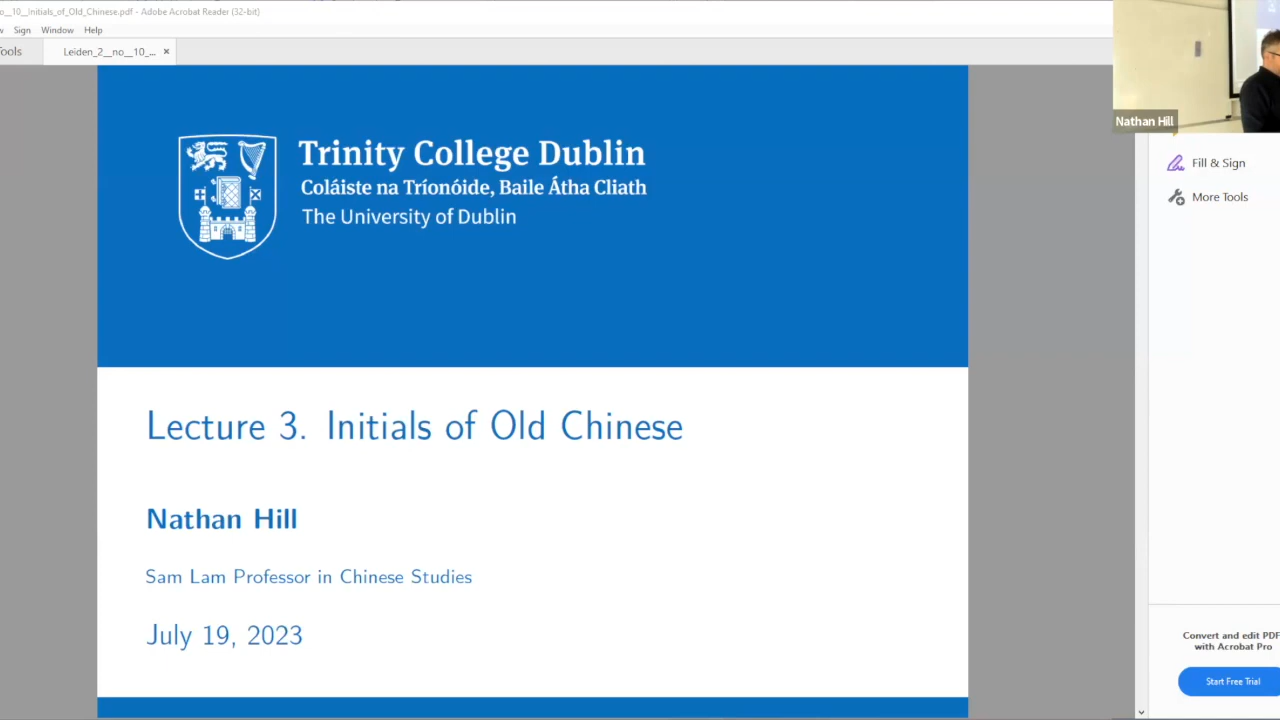 o__10__Initials_of_Old_Chinese.pdf - Adobe Acrobat Reader (32-bit)
Sign Window Help
Tools
Leiden_2__no__10_... ×
Nathan Hill
Fill & Sign
More Tools
Trinity College Dublin
Coláiste na Tríonóide, Baile Átha Cliath
The University of Dublin
Lecture 3. Initials of Old Chinese
Nathan Hill
Sam Lam Professor in Chinese Studies
July 19, 2023
Convert and edit PDF
with Acrobat Pro
Start Free Trial